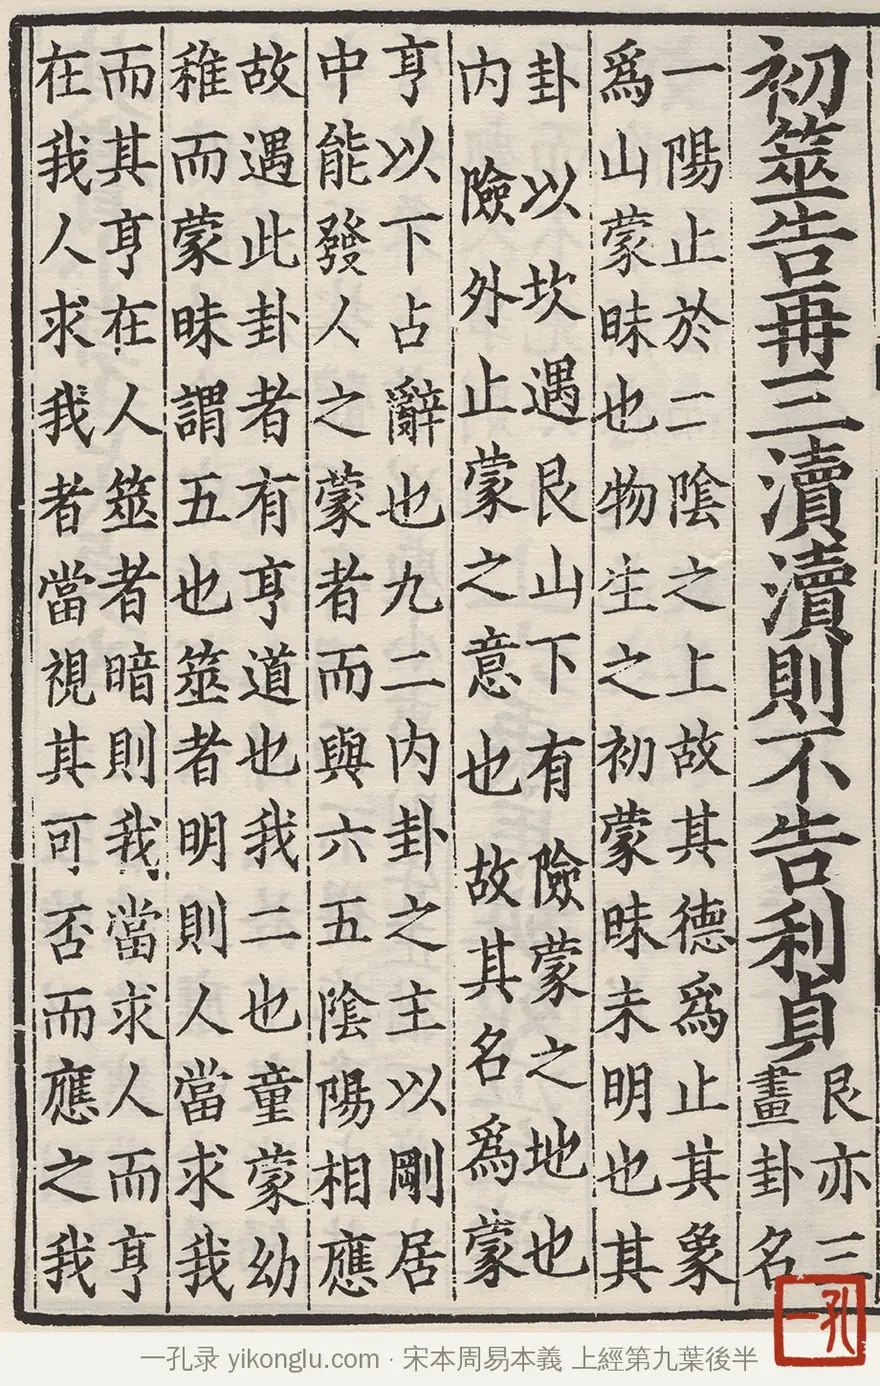 初筮告再三瀆瀆則不告利貞
艮亦三
畫卦名
一陽止於二陰之上故其德爲止其象
爲山蒙昧也物生之初蒙昧未明也其
卦以坎遇艮山下有險蒙之地也
内險外止蒙之意也故其名爲蒙
亨以下占辭也九二内卦之主以剛居
中能發人之蒙者而與六五陰陽相應
故遇此卦者有亨道也我二也童蒙幼
稚而蒙昧謂五也筮者明則人當求我
而其亨在人筮者暗則我當求人而亨
在我人求我者當視其可否而應之我
一孔
一孔录 yikonglu.com · 宋本周易本義 上經第九葉後半